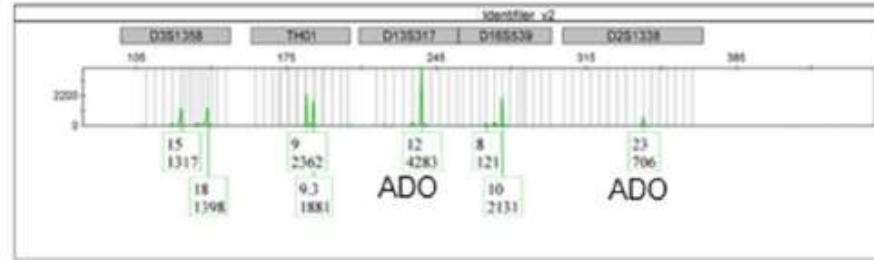 Identifiler_v2
D3S1358 TH01 D13S317 D16S539 D2S1338
105 175 245 315 385
2200
0
15 9 12 8 23
1317 2362 4283 121 706
18 9.3 ADO 10 ADO
1398 1881 2131